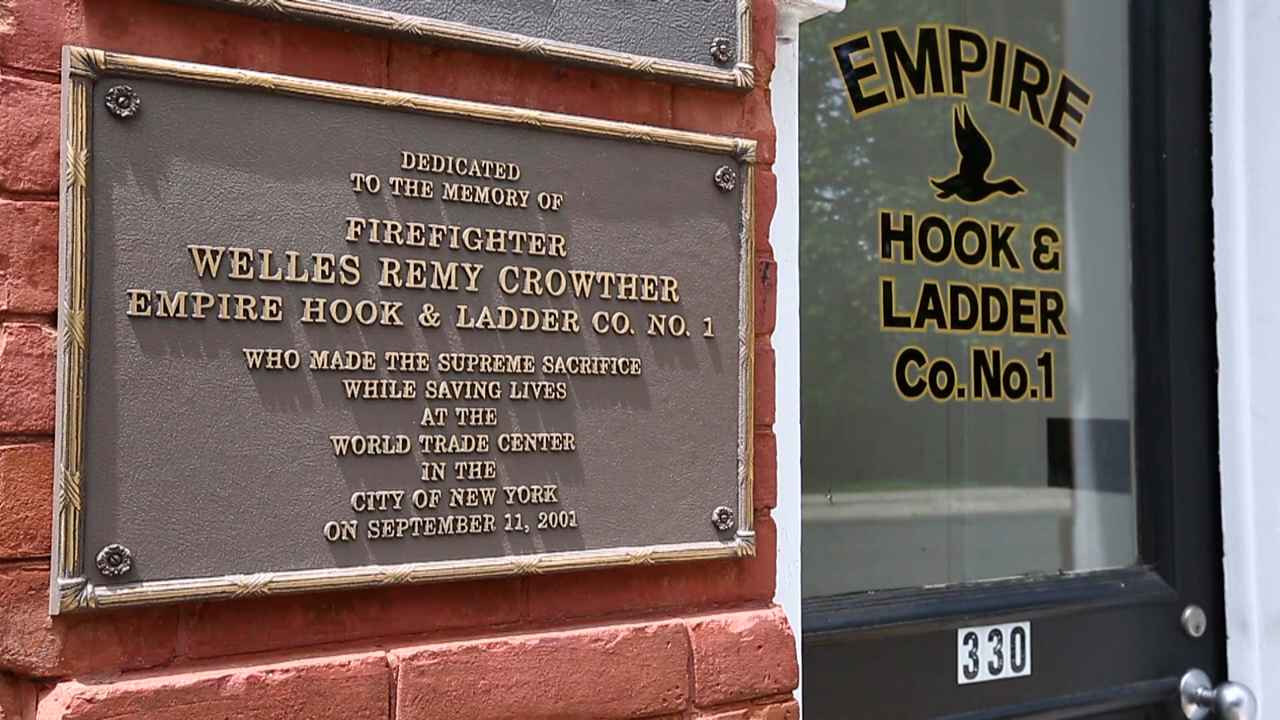 DEDICATED
TO THE MEMORY OF
FIREFIGHTER
WELLES REMY CROWTHER
EMPIRE HOOK & LADDER CO. NO. 1
WHO MADE THE SUPREME SACRIFICE
WHILE SAVING LIVES
AT THE
WORLD TRADE CENTER
IN THE
CITY OF NEW YORK
ON SEPTEMBER 11, 2001
EMPIRE
HOOK &
LADDER
Co. No. 1
330